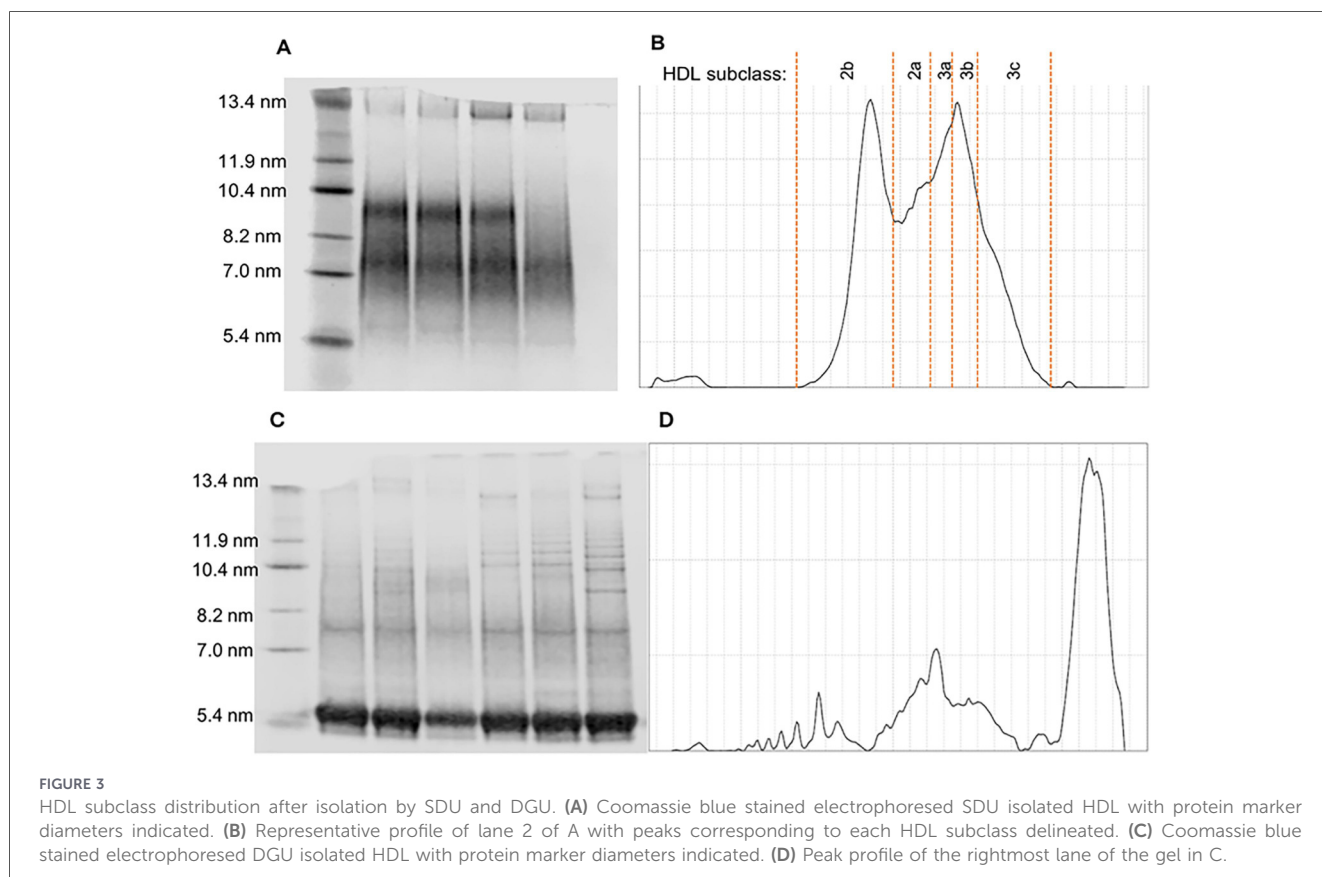 A
13.4 nm
11.9 nm
10.4 nm
8.2 nm
7.0 nm
5.4 nm
B
HDL subclass:
2b
2a
3a
3b
3c
C
13.4 nm
11.9 nm
10.4 nm
8.2 nm
7.0 nm
5.4 nm
D
FIGURE 3
HDL subclass distribution after isolation by SDU and DGU. (A) Coomassie blue stained electrophoresed SDU isolated HDL with protein marker
diameters indicated. (B) Representative profile of lane 2 of A with peaks corresponding to each HDL subclass delineated. (C) Coomassie blue
stained electrophoresed DGU isolated HDL with protein marker diameters indicated. (D) Peak profile of the rightmost lane of the gel in C.